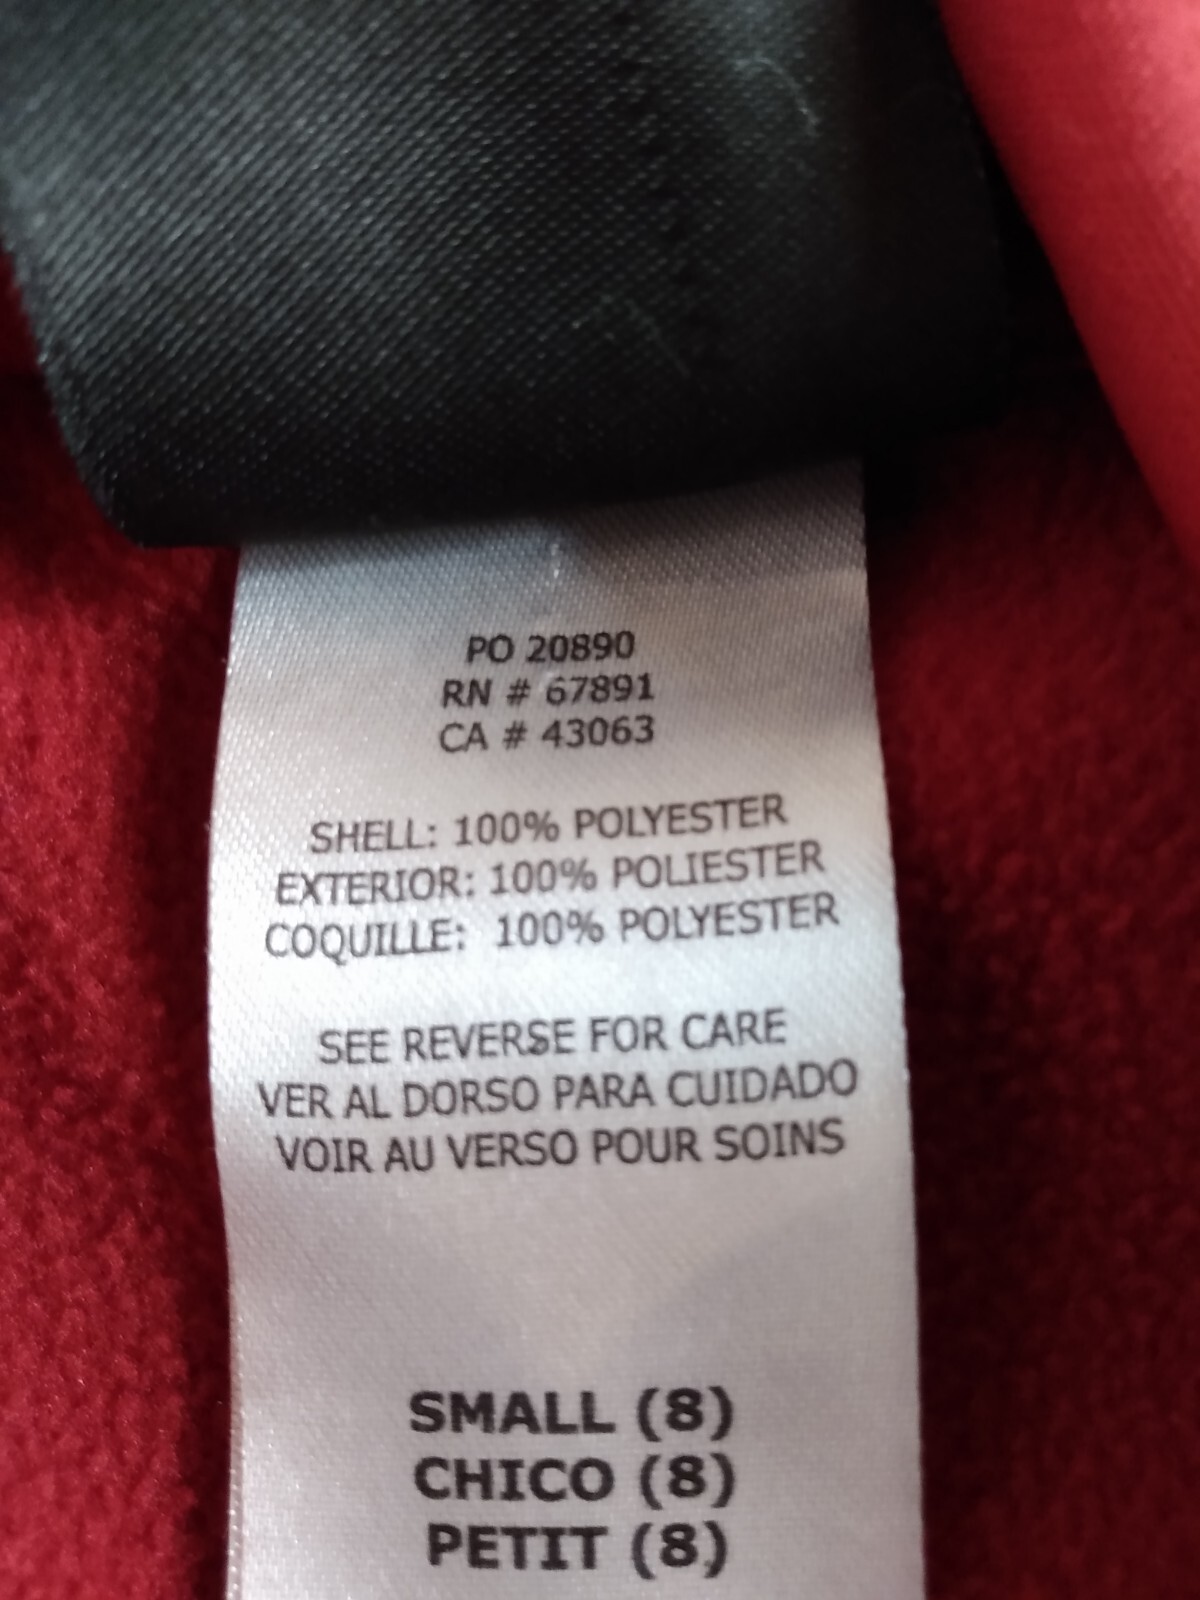 PO 20890
RN # 67891
CA # 43063
SHELL: 100% POLYESTER
EXTERIOR: 100% POLIESTER
COQUILLE: 100% POLYESTER
SEE REVERSE FOR CARE
VER AL DORSO PARA CUIDADO
VOIR AU VERSO POUR SOINS
SMALL (8)
CHICO (8)
PETIT (8)